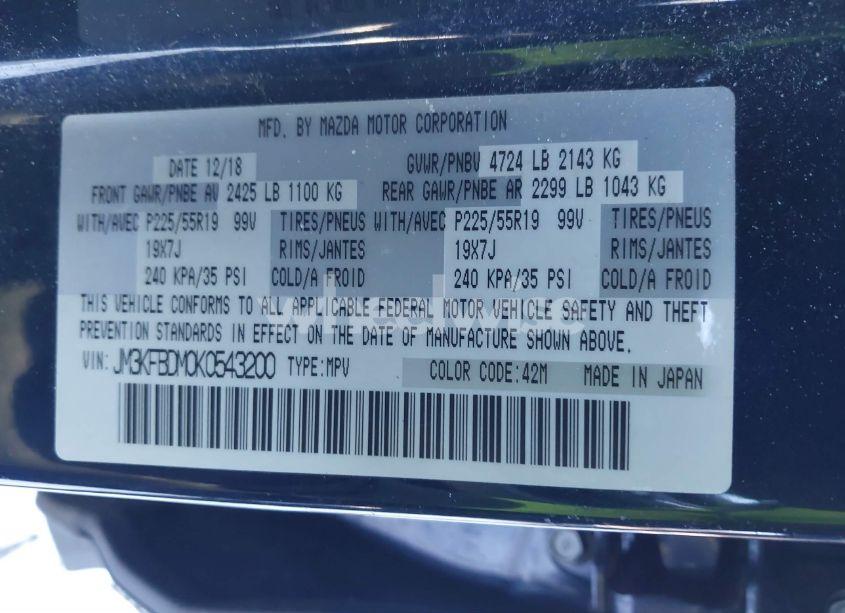 MFD. BY MAZDA MOTOR CORPORATION
DATE 12/18 GVWR/PNBV 4724 LB 2143 KG
FRONT GAWR/PNBE AV 2425 LB 1100 KG REAR GAWR/PNBE AR 2299 LB 1043 KG
WITH/AVEC P225/55R19 99V TIRES/PNEUS WITH/AVEC P225/55R19 99V TIRES/PNEUS
19X7J RIMS/JANTES 19X7J RIMS/JANTES
240 KPA/35 PSI COLD/A FROID 240 KPA/35 PSI COLD/A FROID
THIS VEHICLE CONFORMS TO ALL APPLICABLE FEDERAL MOTOR VEHICLE SAFETY AND THEFT
PREVENTION STANDARDS IN EFFECT ON THE DATE OF MANUFACTURE SHOWN ABOVE.
VIN: JM3KFBDM0K0543200 TYPE:MPV COLOR CODE:42M MADE IN JAPAN